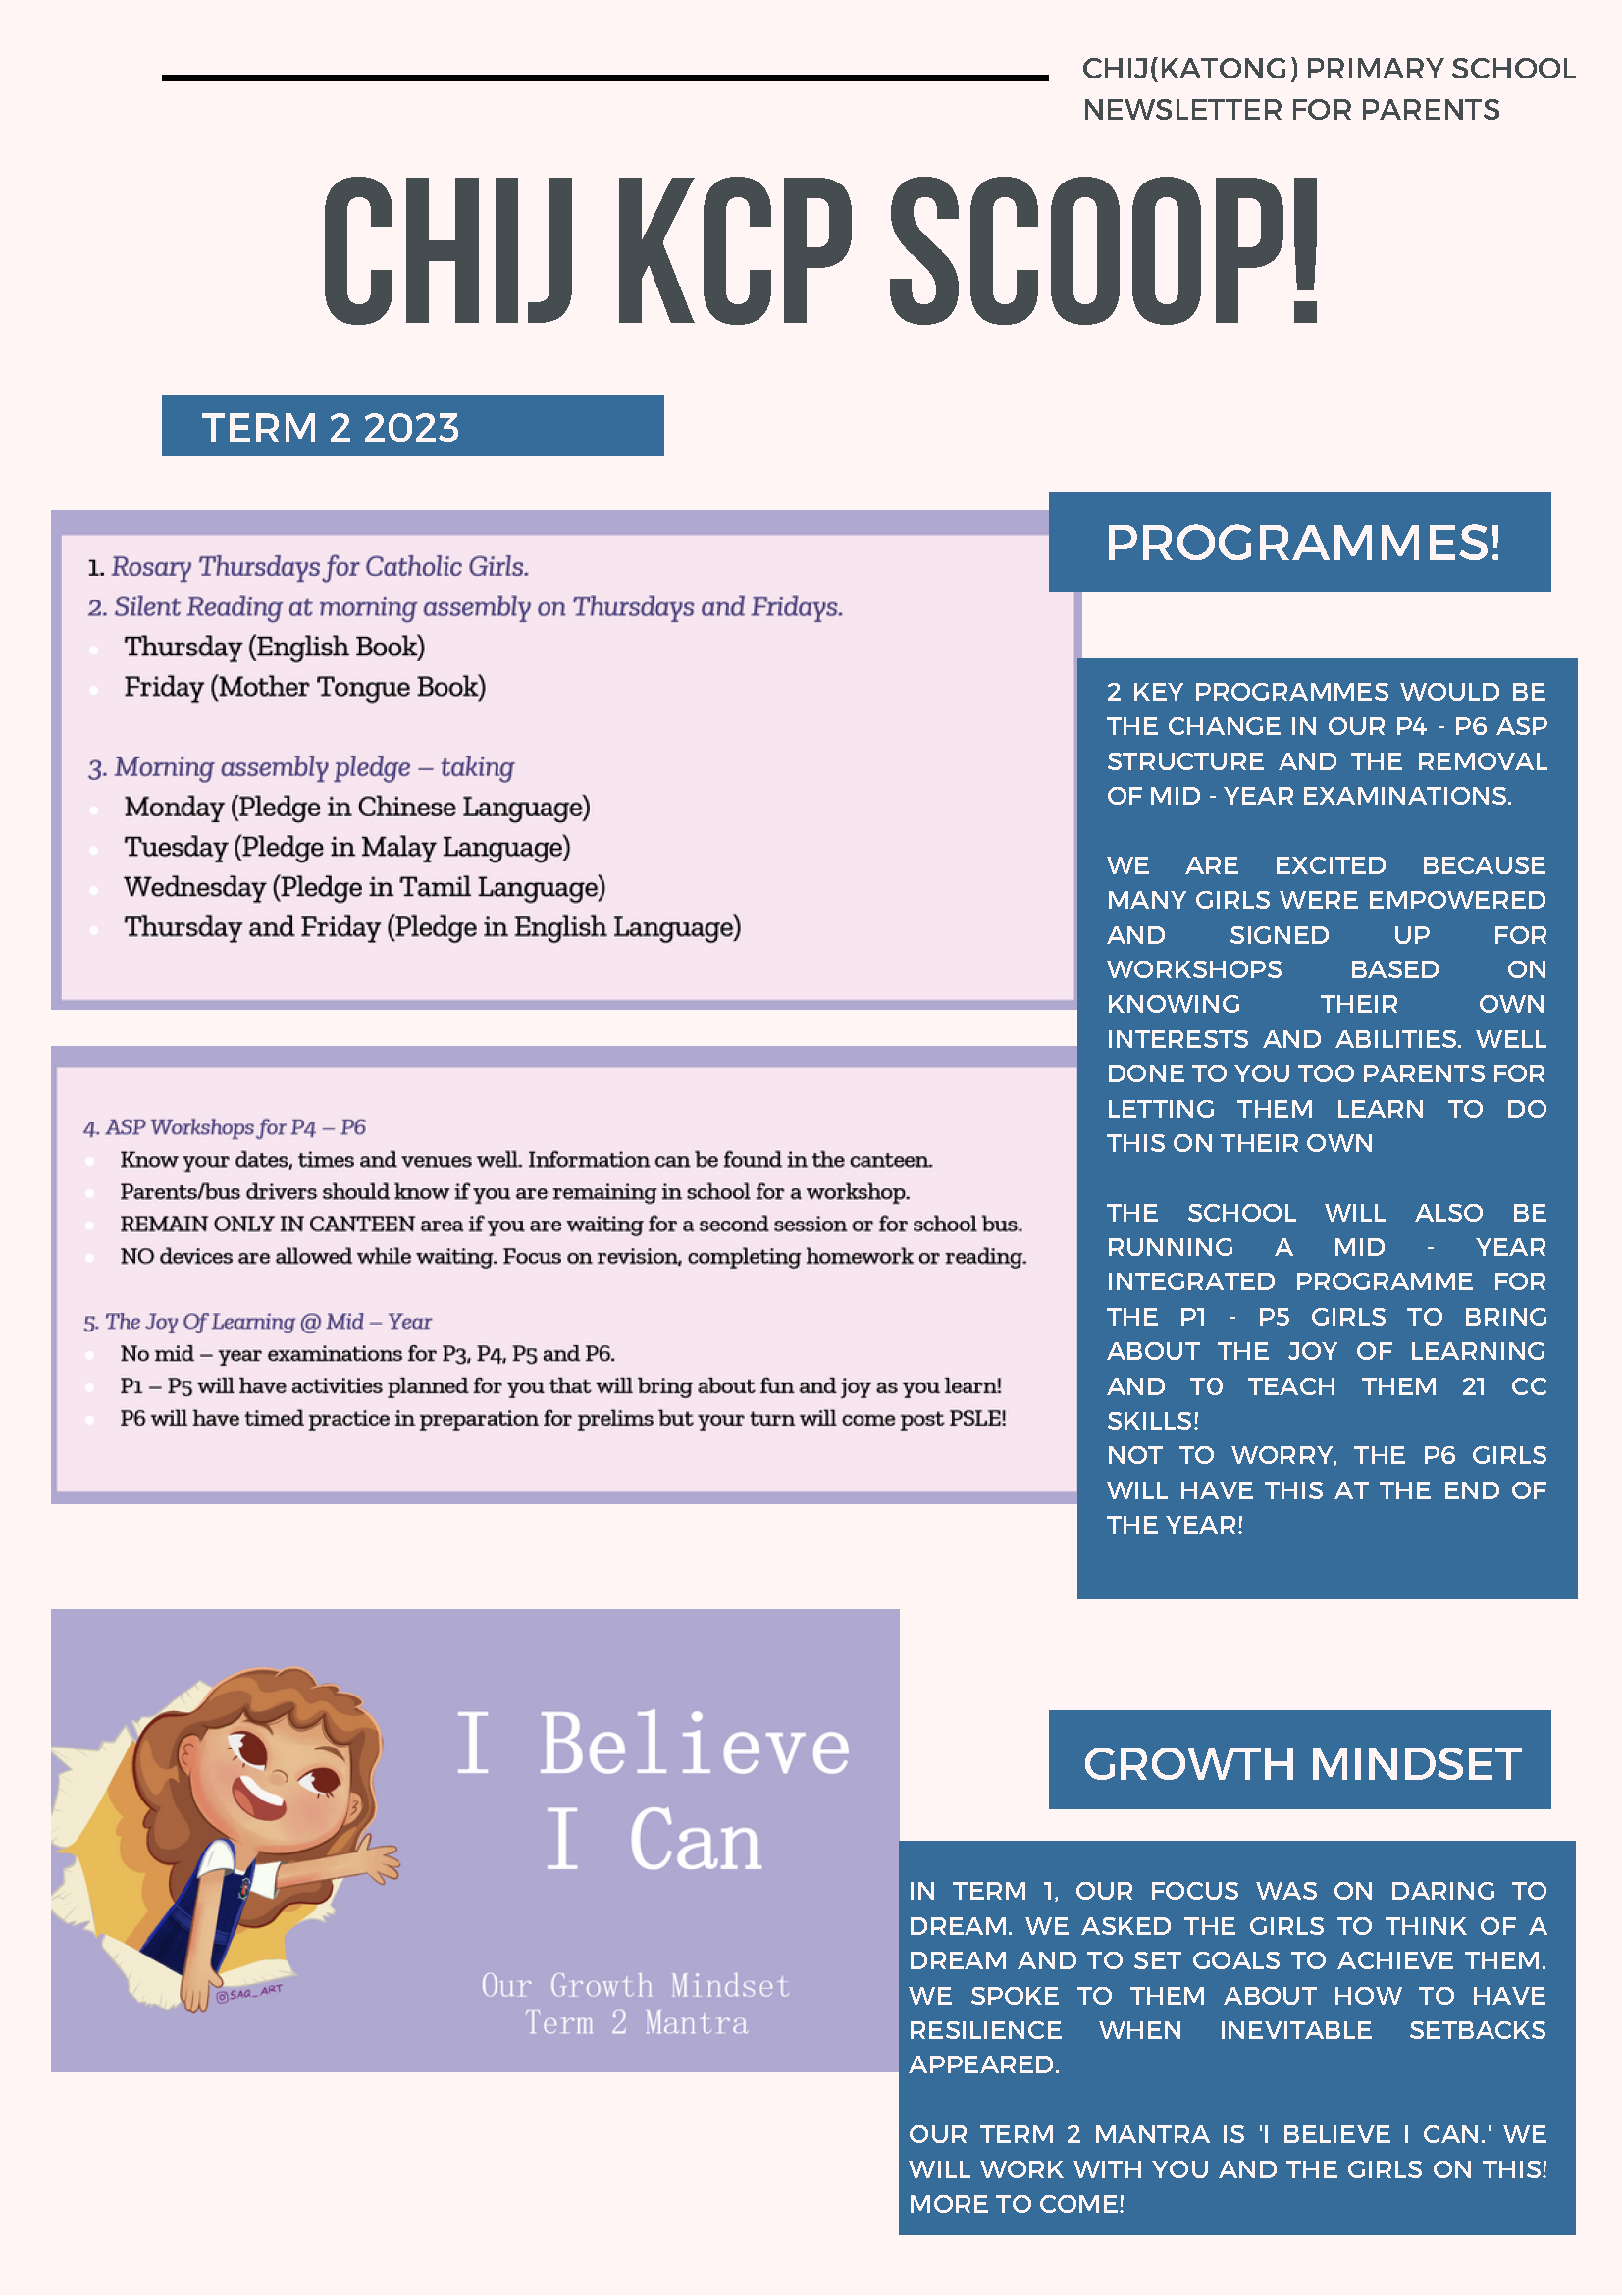 CHIJ(KATONG) PRIMARY SCHOOL
NEWSLETTER FOR PARENTS
CHIJ KCP SCOOP!
TERM 2 2023
1. Rosary Thursdays for Catholic Girls.
2. Silent Reading at morning assembly on Thursdays and Fridays.
Thursday (English Book)
Friday (Mother Tongue Book)
3. Morning assembly pledge – taking
Monday (Pledge in Chinese Language)
Tuesday (Pledge in Malay Language)
Wednesday (Pledge in Tamil Language)
Thursday and Friday (Pledge in English Language)
4. ASP Workshops for P4 – P6
Know your dates, times and venues well. Information can be found in the canteen.
Parents/bus drivers should know if you are remaining in school for a workshop.
REMAIN ONLY IN CANTEEN area if you are waiting for a second session or for school bus.
NO devices are allowed while waiting. Focus on revision, completing homework or reading.
5. The Joy Of Learning @ Mid – Year
No mid – year examinations for P3, P4, P5 and P6.
P1 – P5 will have activities planned for you that will bring about fun and joy as you learn!
P6 will have timed practice in preparation for prelims but your turn will come post PSLE!
PROGRAMMES!
2 KEY PROGRAMMES WOULD BE
THE CHANGE IN OUR P4 - P6 ASP
STRUCTURE AND THE REMOVAL
OF MID - YEAR EXAMINATIONS.
WE ARE EXCITED BECAUSE
MANY GIRLS WERE EMPOWERED
AND SIGNED UP FOR
WORKSHOPS BASED ON
KNOWING THEIR OWN
INTERESTS AND ABILITIES. WELL
DONE TO YOU TOO PARENTS FOR
LETTING THEM LEARN TO DO
THIS ON THEIR OWN
THE SCHOOL WILL ALSO BE
RUNNING A MID - YEAR
INTEGRATED PROGRAMME FOR
THE P1 - P5 GIRLS TO BRING
ABOUT THE JOY OF LEARNING
AND T0 TEACH THEM 21 CC
SKILLS!
NOT TO WORRY, THE P6 GIRLS
WILL HAVE THIS AT THE END OF
THE YEAR!
I Believe
I Can
Our Growth Mindset
Term 2 Mantra
@SAQ_ART
GROWTH MINDSET
IN TERM 1, OUR FOCUS WAS ON DARING TO
DREAM. WE ASKED THE GIRLS TO THINK OF A
DREAM AND TO SET GOALS TO ACHIEVE THEM.
WE SPOKE TO THEM ABOUT HOW TO HAVE
RESILIENCE WHEN INEVITABLE SETBACKS
APPEARED.
OUR TERM 2 MANTRA IS 'I BELIEVE I CAN.' WE
WILL WORK WITH YOU AND THE GIRLS ON THIS!
MORE TO COME!